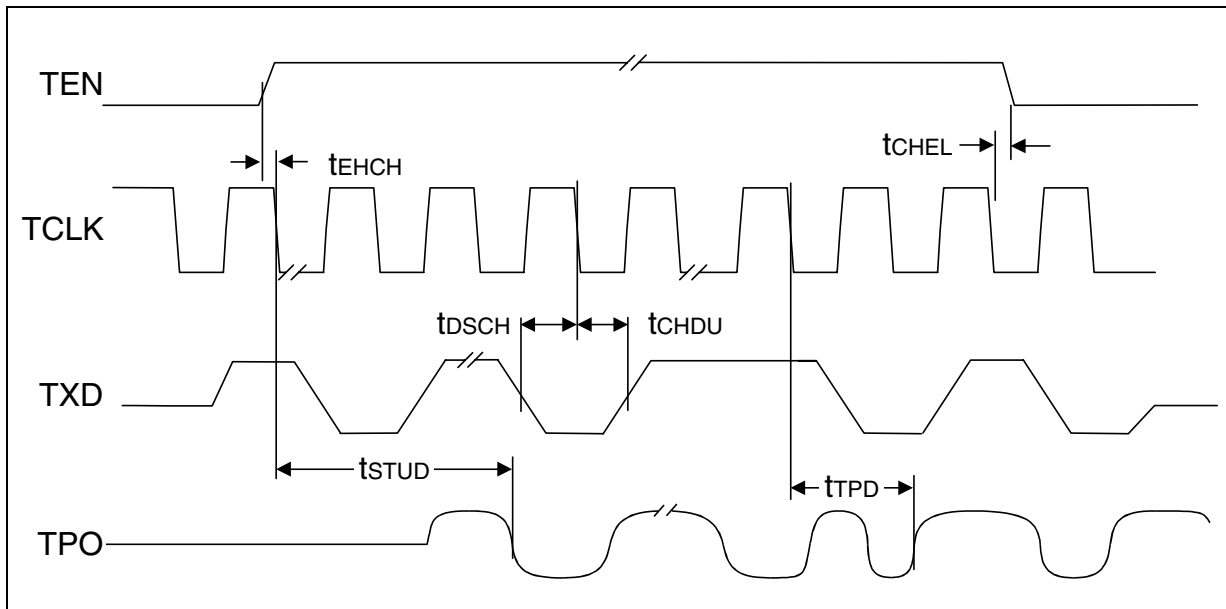 TEN
tEHCH
tCHEL
TCLK
tDSCH
tCHDU
TXD
tSTUD
tTPD
TPO